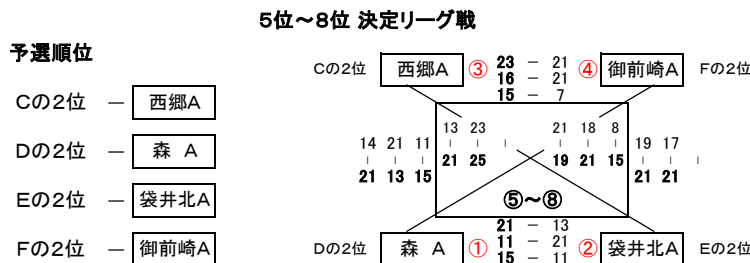 5位～8位 決定リーグ戦
予選順位
Cの2位 ― 西郷A
Dの2位 ― 森 A
Eの2位 ― 袋井北A
Fの2位 ― 御前崎A
Cの2位 西郷A ③ 23 － 21 ④ 御前崎A Fの2位
16 － 21
15 － 7
13 23 21 18 8
14 21 11 － － － － － － 19 17
－ － － 21 25 19 21 15 － － －
21 13 15 21 21
⑤～⑧
21 － 13
Dの2位 森 A ① 11 － 21 ② 袋井北A Eの2位
15 － 11